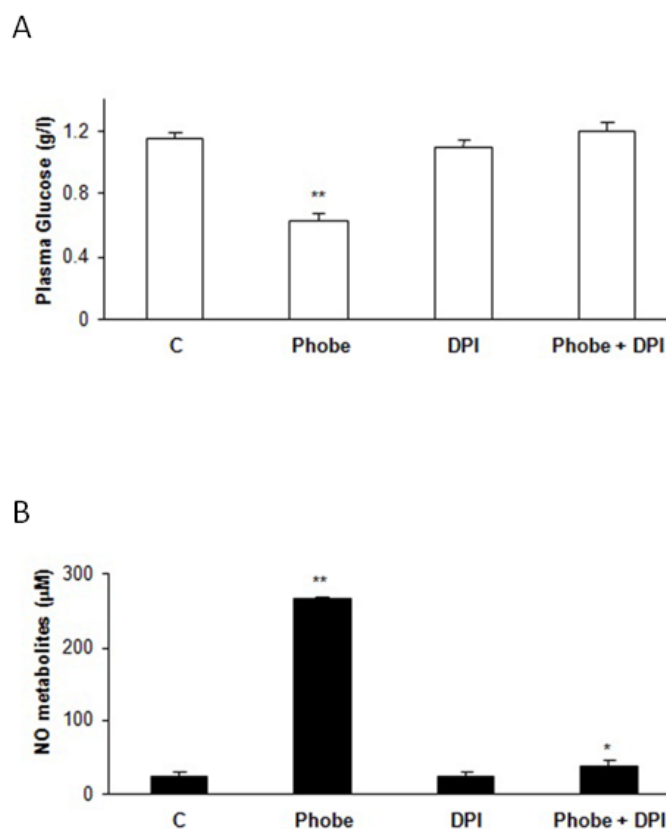 A
Plasma Glucose (g/l)
1.2
0.8
0.4
0
**
C Phobe DPI Phobe + DPI
B
NO metabolites (µM)
300
200
100
0
**
*
C Phobe DPI Phobe + DPI